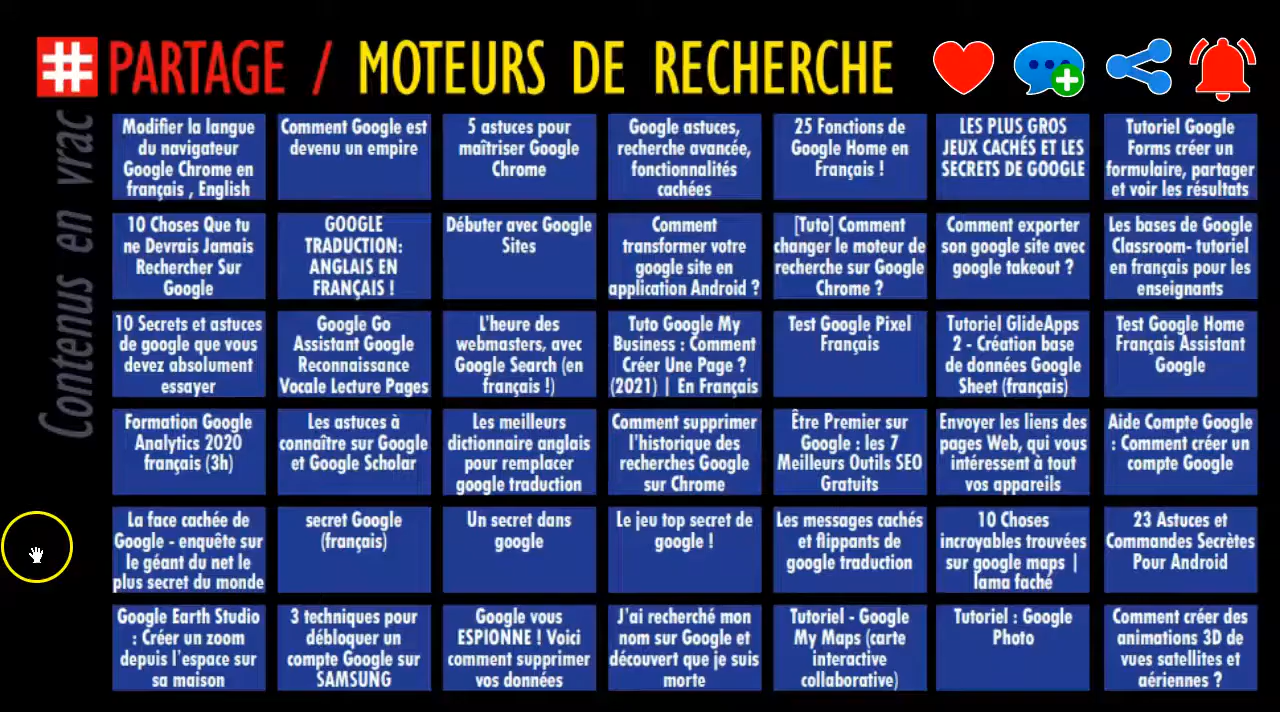 # PARTAGE / MOTEURS DE RECHERCHE
Contenus en vrac
Modifier la langue
du navigateur
Google Chrome en
français , English
Comment Google est
devenu un empire
5 astuces pour
maîtriser Google
Chrome
Google astuces,
recherche avancée,
fonctionnalités
cachées
25 Fonctions de
Google Home en
Français !
LES PLUS GROS
JEUX CACHÉS ET LES
SECRETS DE GOOGLE
Tutoriel Google
Forms créer un
formulaire, partager
et voir les résultats
10 Choses Que tu
ne Devrais Jamais
Rechercher Sur
Google
GOOGLE
TRADUCTION:
ANGLAIS EN
FRANÇAIS !
Débuter avec Google
Sites
Comment
transformer votre
google site en
application Android ?
[Tuto] Comment
changer le moteur de
recherche sur Google
Chrome ?
Comment exporter
son google site avec
google takeout ?
Les bases de Google
Classroom- tutoriel
en français pour les
enseignants
10 Secrets et astuces
de google que vous
devez absolument
essayer
Google Go
Assistant Google
Reconnaissance
Vocale Lecture Pages
L'heure des
webmasters, avec
Google Search (en
français !)
Tuto Google My
Business : Comment
Créer Une Page ?
(2021) | En Français
Test Google Pixel
Français
Tutoriel GlideApps
2 - Création base
de données Google
Sheet (français)
Test Google Home
Français Assistant
Google
Formation Google
Analytics 2020
français (3h)
Les astuces à
connaître sur Google
et Google Scholar
Les meilleurs
dictionnaire anglais
pour remplacer
google traduction
Comment supprimer
l'historique des
recherches Google
sur Chrome
Être Premier sur
Google : les 7
Meilleurs Outils SEO
Gratuits
Envoyer les liens des
pages Web, qui vous
intéressent à tout
vos appareils
Aide Compte Google
: Comment créer un
compte Google
La face cachée de
Google - enquête sur
le géant du net le
plus secret du monde
secret Google
(français)
Un secret dans
google
Le jeu top secret de
google !
Les messages cachés
et flippants de
google traduction
10 Choses
incroyables trouvées
sur google maps |
lama faché
23 Astuces et
Commandes Secrètes
Pour Android
Google Earth Studio
: Créer un zoom
depuis l'espace sur
sa maison
3 techniques pour
débloquer un
compte Google sur
SAMSUNG
Google vous
ESPIONNE ! Voici
comment supprimer
vos données
J'ai recherché mon
nom sur Google et
découvert que je suis
morte
Tutoriel - Google
My Maps (carte
interactive
collaborative)
Tutoriel : Google
Photo
Comment créer des
animations 3D de
vues satellites et
aériennes ?